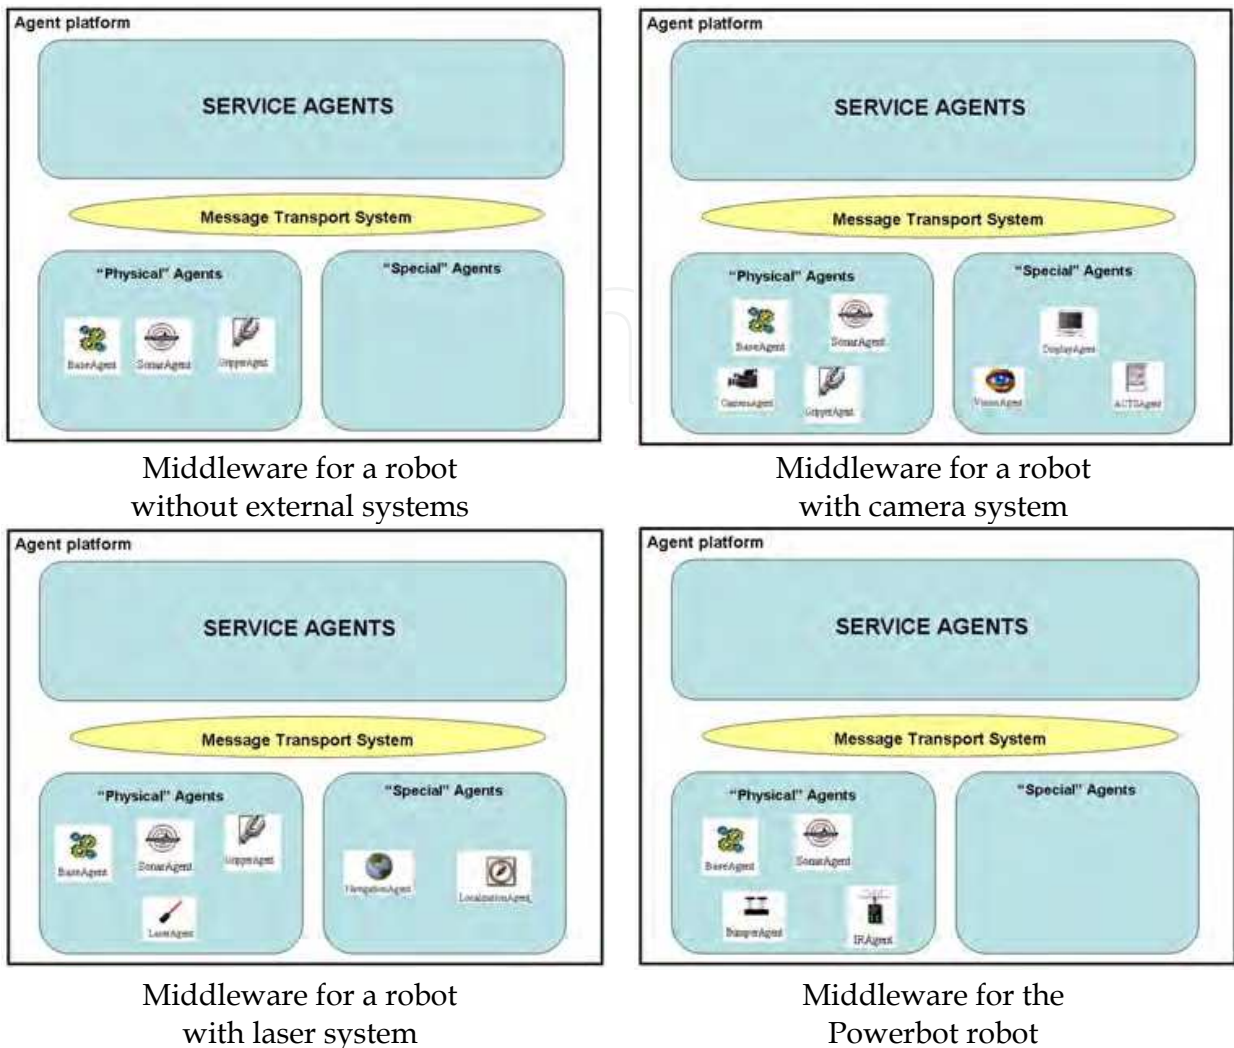 Agent platform
SERVICE AGENTS
Message Transport System
"Physical" Agents
BaseAgent
SonarAgent
GripperAgent
"Special" Agents
Middleware for a robot
without external systems
Agent platform
SERVICE AGENTS
Message Transport System
"Physical" Agents
BaseAgent
SonarAgent
CameraAgent
GripperAgent
"Special" Agents
DisplayAgent
VisionAgent
ACTSAgent
Middleware for a robot
with camera system
Agent platform
SERVICE AGENTS
Message Transport System
"Physical" Agents
BaseAgent
SonarAgent
GripperAgent
LaserAgent
"Special" Agents
NavigationAgent
LocalizationAgent
Middleware for a robot
with laser system
Agent platform
SERVICE AGENTS
Message Transport System
"Physical" Agents
BaseAgent
SonarAgent
BumperAgent
IRAgent
"Special" Agents
Middleware for the
Powerbot robot